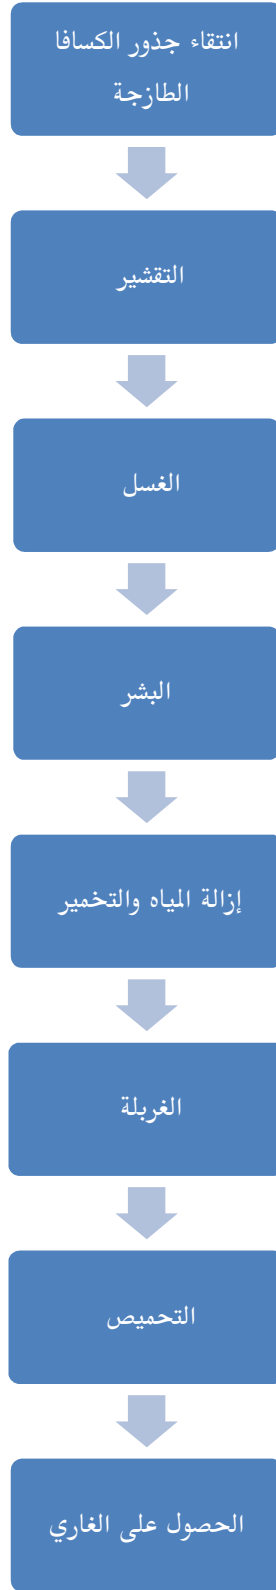 انتقاء جذور الكسافا
الطازجة
التقشير
الغسل
البشر
إزالة المياه والتخمير
الغربلة
التحميص
الحصول على الغاري